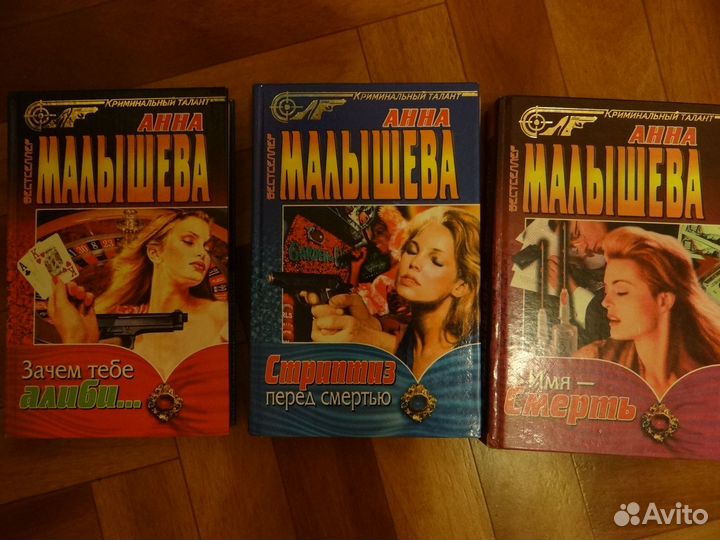 Криминальный талант
АННА
БЕСТСЕЛЛЕР
МАЛЫШЕВА
Зачем тебе
алиби...
Криминальный талант
АННА
БЕСТСЕЛЛЕР
МАЛЫШЕВА
Стриптиз
перед смертью
Криминальный талант
АННА
БЕСТСЕЛЛЕР
МАЛЫШЕВА
Имя –
Смерть
Avito